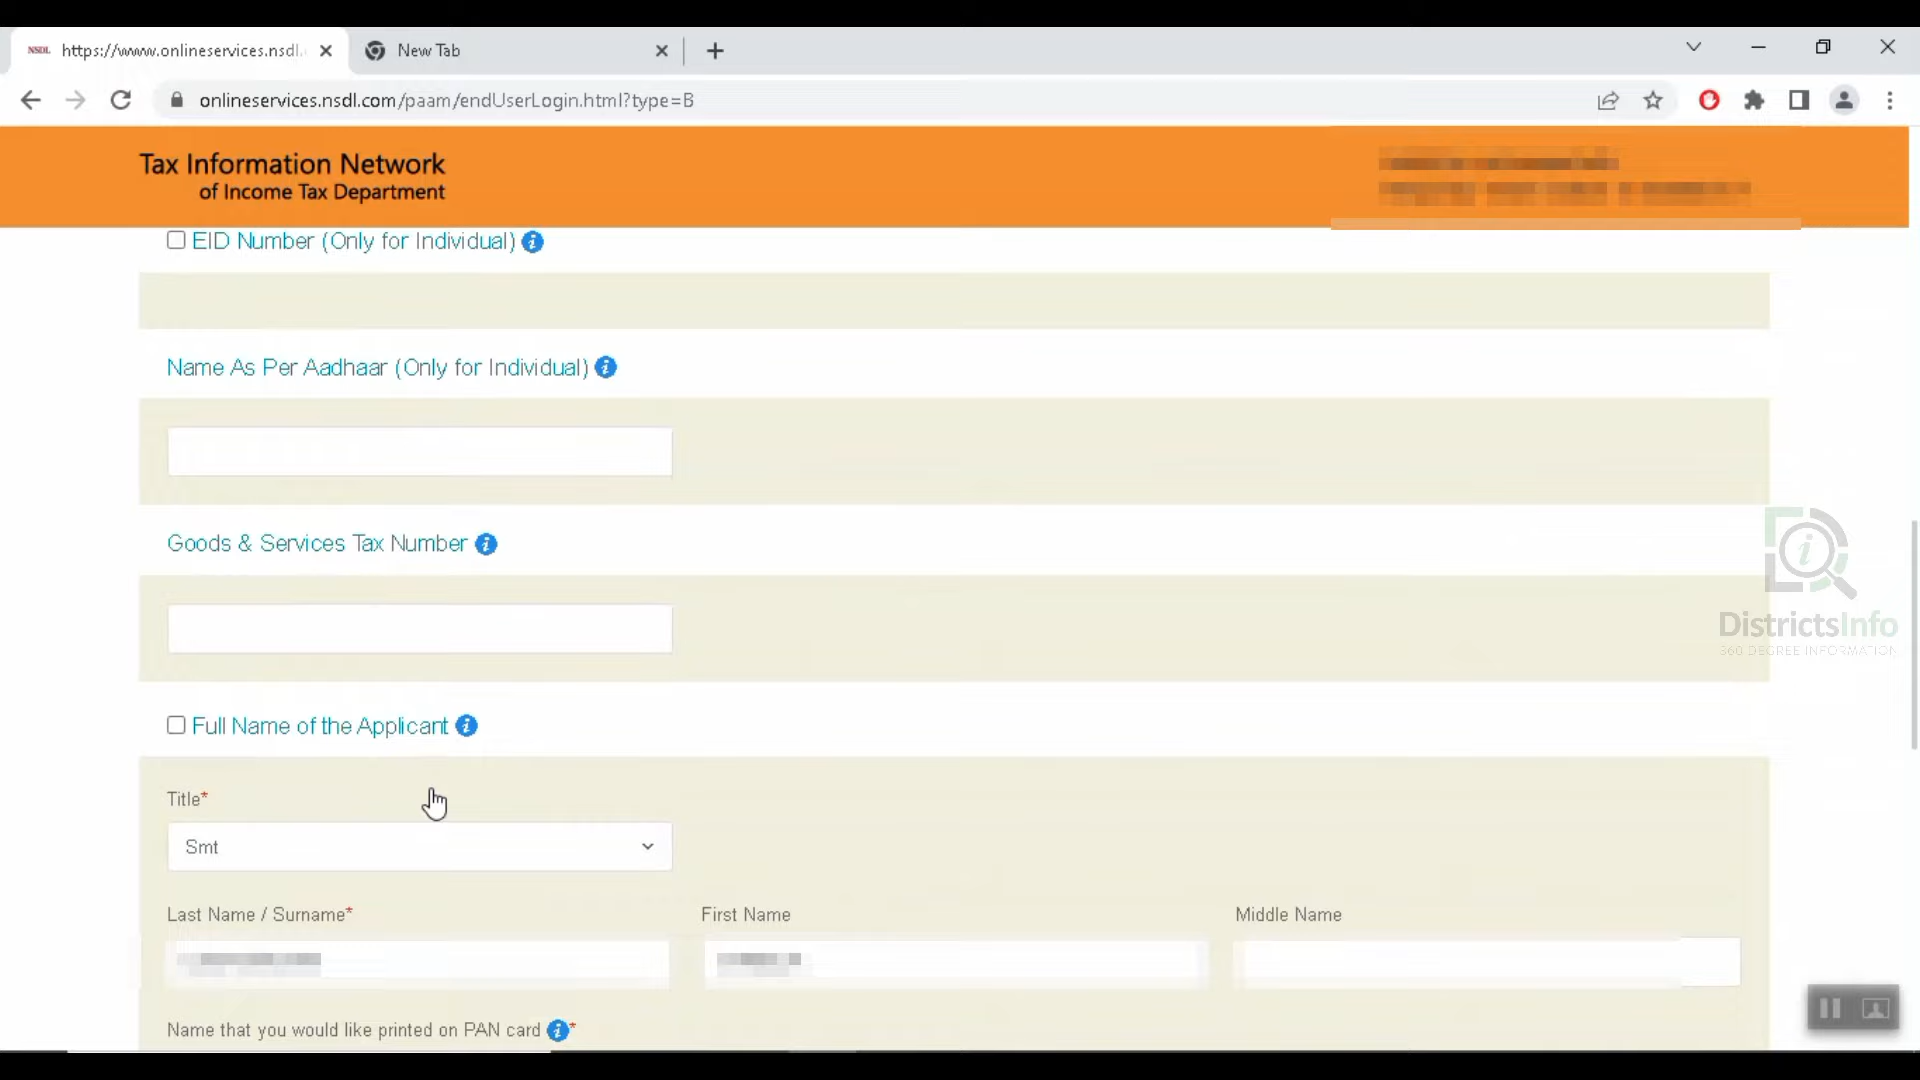 NSDL https://www.onlineservices.nsdl. New Tab
onlineservices.nsdl.com/paam/endUserLogin.html?type=B
Tax Information Network
of Income Tax Department
EID Number (Only for Individual)
Name As Per Aadhaar (Only for Individual)
Goods & Services Tax Number
DistrictsInfo
360 DEGREE INFORMATION
Full Name of the Applicant
Title*
Smt
Last Name / Surname* First Name Middle Name
Name that you would like printed on PAN card *